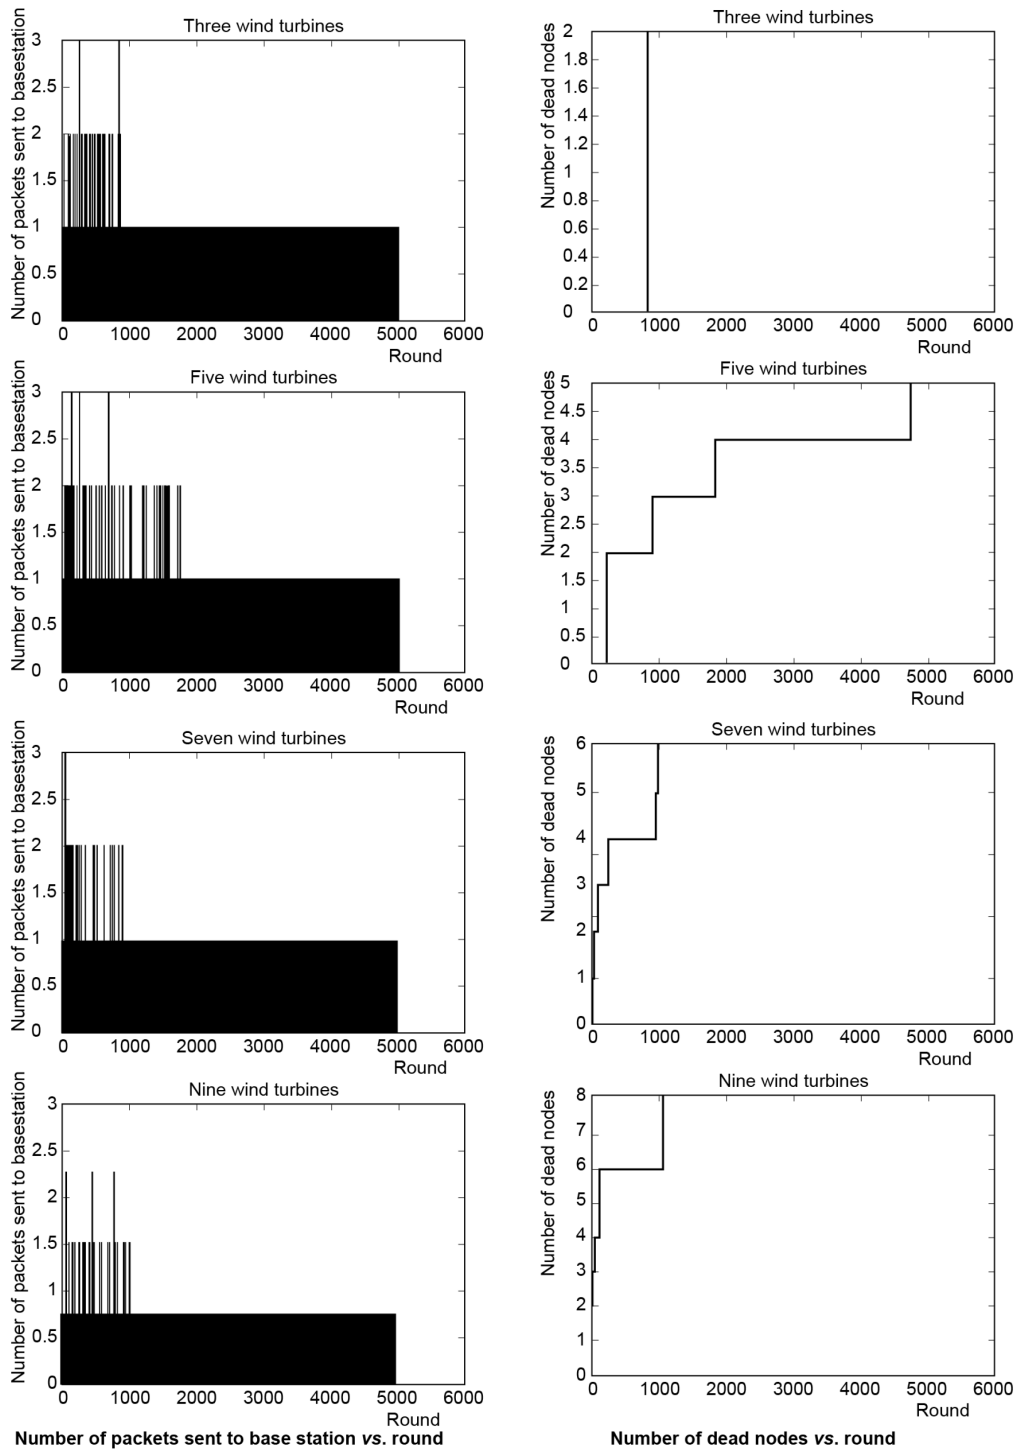 Three wind turbines
Number of packets sent to basestation
3
2.5
2
1.5
1
0.5
0
0 1000 2000 3000 4000 5000 6000
Round
Three wind turbines
Number of dead nodes
2
1.8
1.6
1.4
1.2
1
0.8
0.6
0.4
0.2
0
0 1000 2000 3000 4000 5000 6000
Round
Five wind turbines
Number of packets sent to basestation
3
2.5
2
1.5
1
0.5
0
0 1000 2000 3000 4000 5000 6000
Round
Five wind turbines
Number of dead nodes
5
4.5
4
3.5
3
2.5
2
1.5
1
0.5
0
0 1000 2000 3000 4000 5000 6000
Round
Seven wind turbines
Number of packets sent to basestation
3
2.5
2
1.5
1
0.5
0
0 1000 2000 3000 4000 5000 6000
Round
Seven wind turbines
Number of dead nodes
6
5
4
3
2
1
0
0 1000 2000 3000 4000 5000 6000
Round
Nine wind turbines
Number of packets sent to basestation
3
2.5
2
1.5
1
0.5
0
0 1000 2000 3000 4000 5000 6000
Round
Nine wind turbines
Number of dead nodes
8
7
6
5
4
3
2
1
0
0 1000 2000 3000 4000 5000 6000
Round
Number of packets sent to base station vs. round
Number of dead nodes vs. round